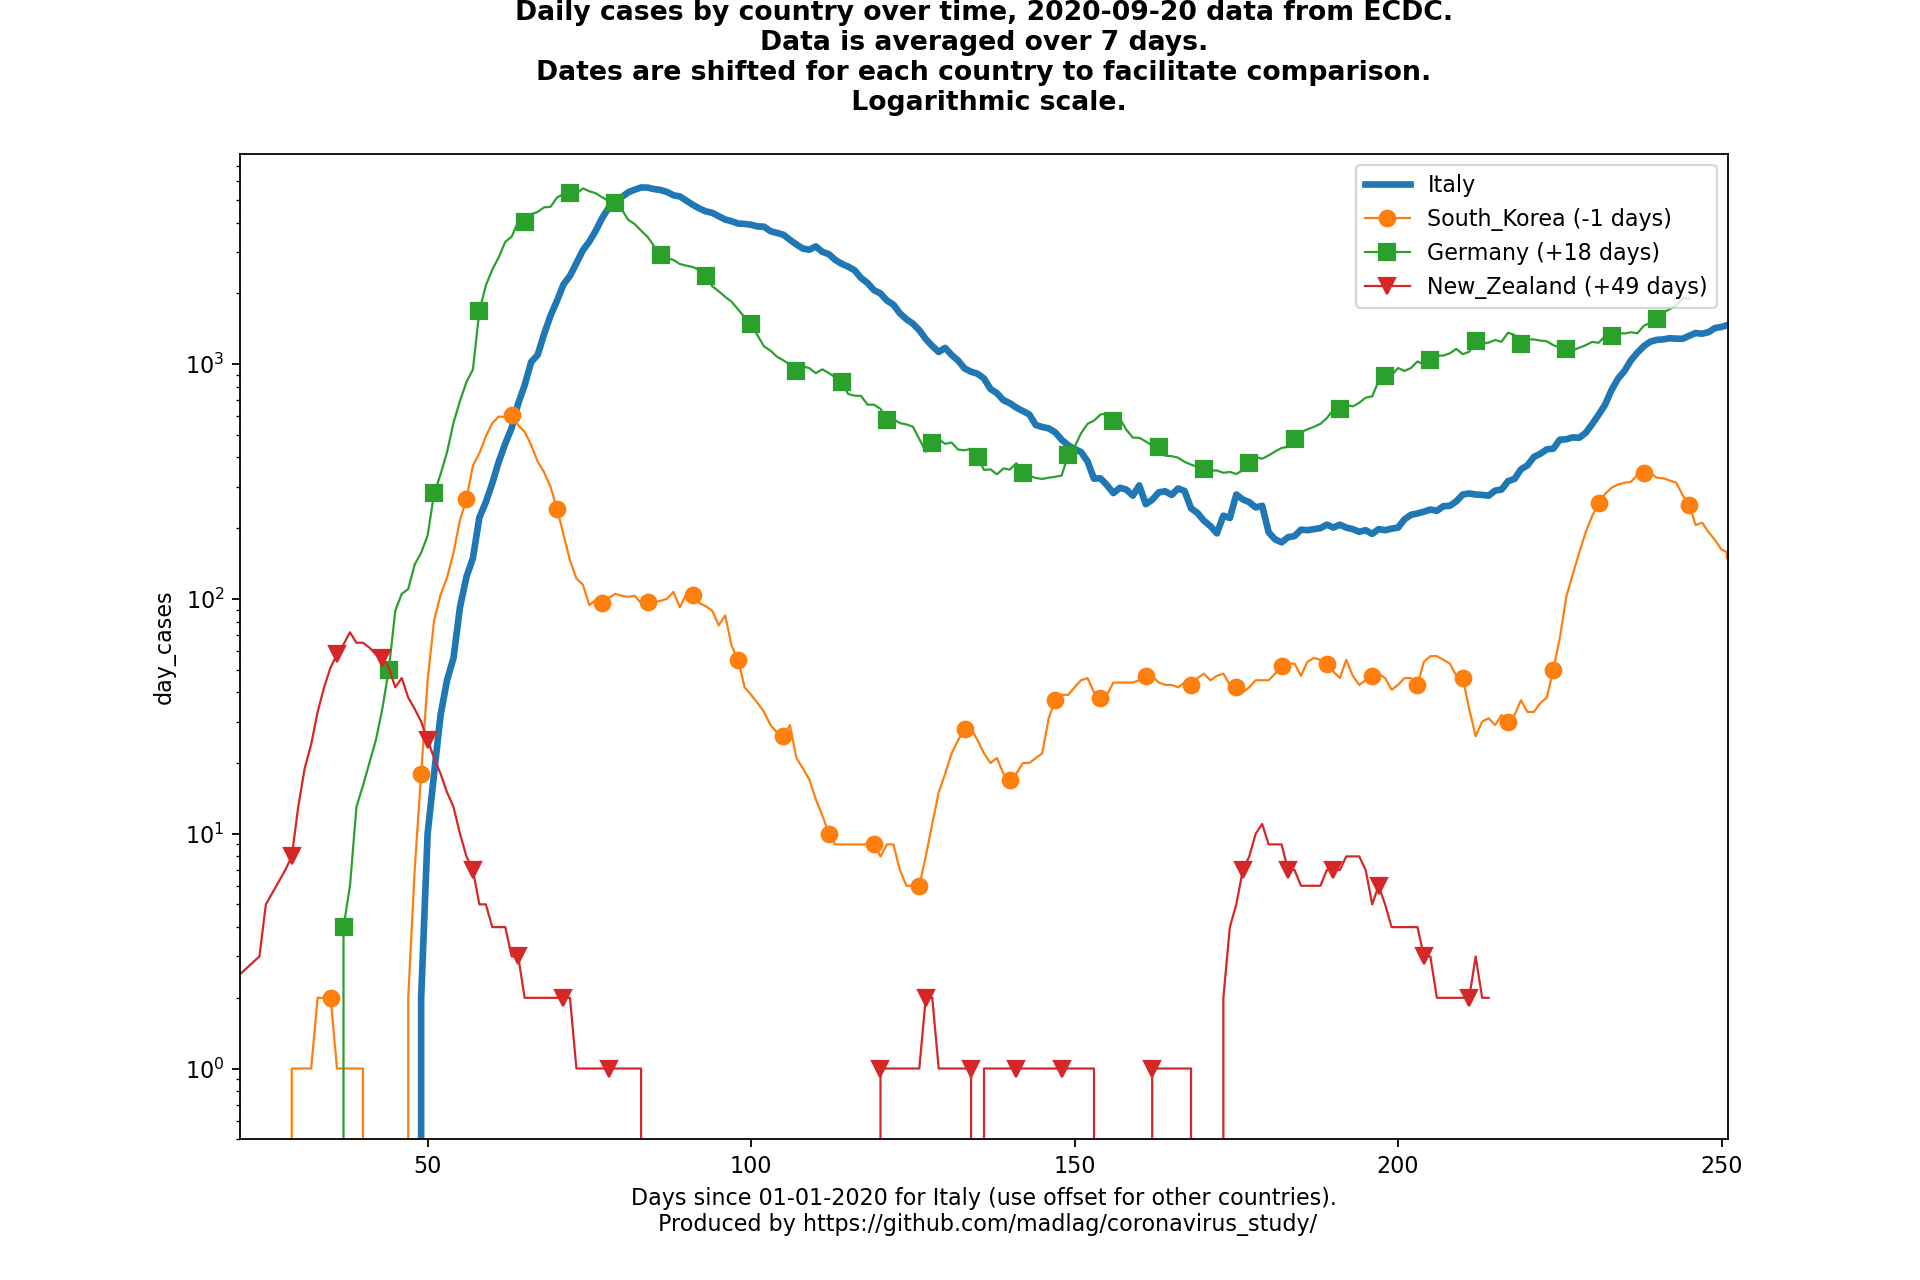 Daily cases by country over time, 2020-09-20 data from ECDC.
Data is averaged over 7 days.
Dates are shifted for each country to facilitate comparison.
Logarithmic scale.
Italy
South_Korea (-1 days)
Germany (+18 days)
New_Zealand (+49 days)
day_cases
10³
10²
10¹
10⁰
50
100
150
200
250
Days since 01-01-2020 for Italy (use offset for other countries).
Produced by https://github.com/madlag/coronavirus_study/